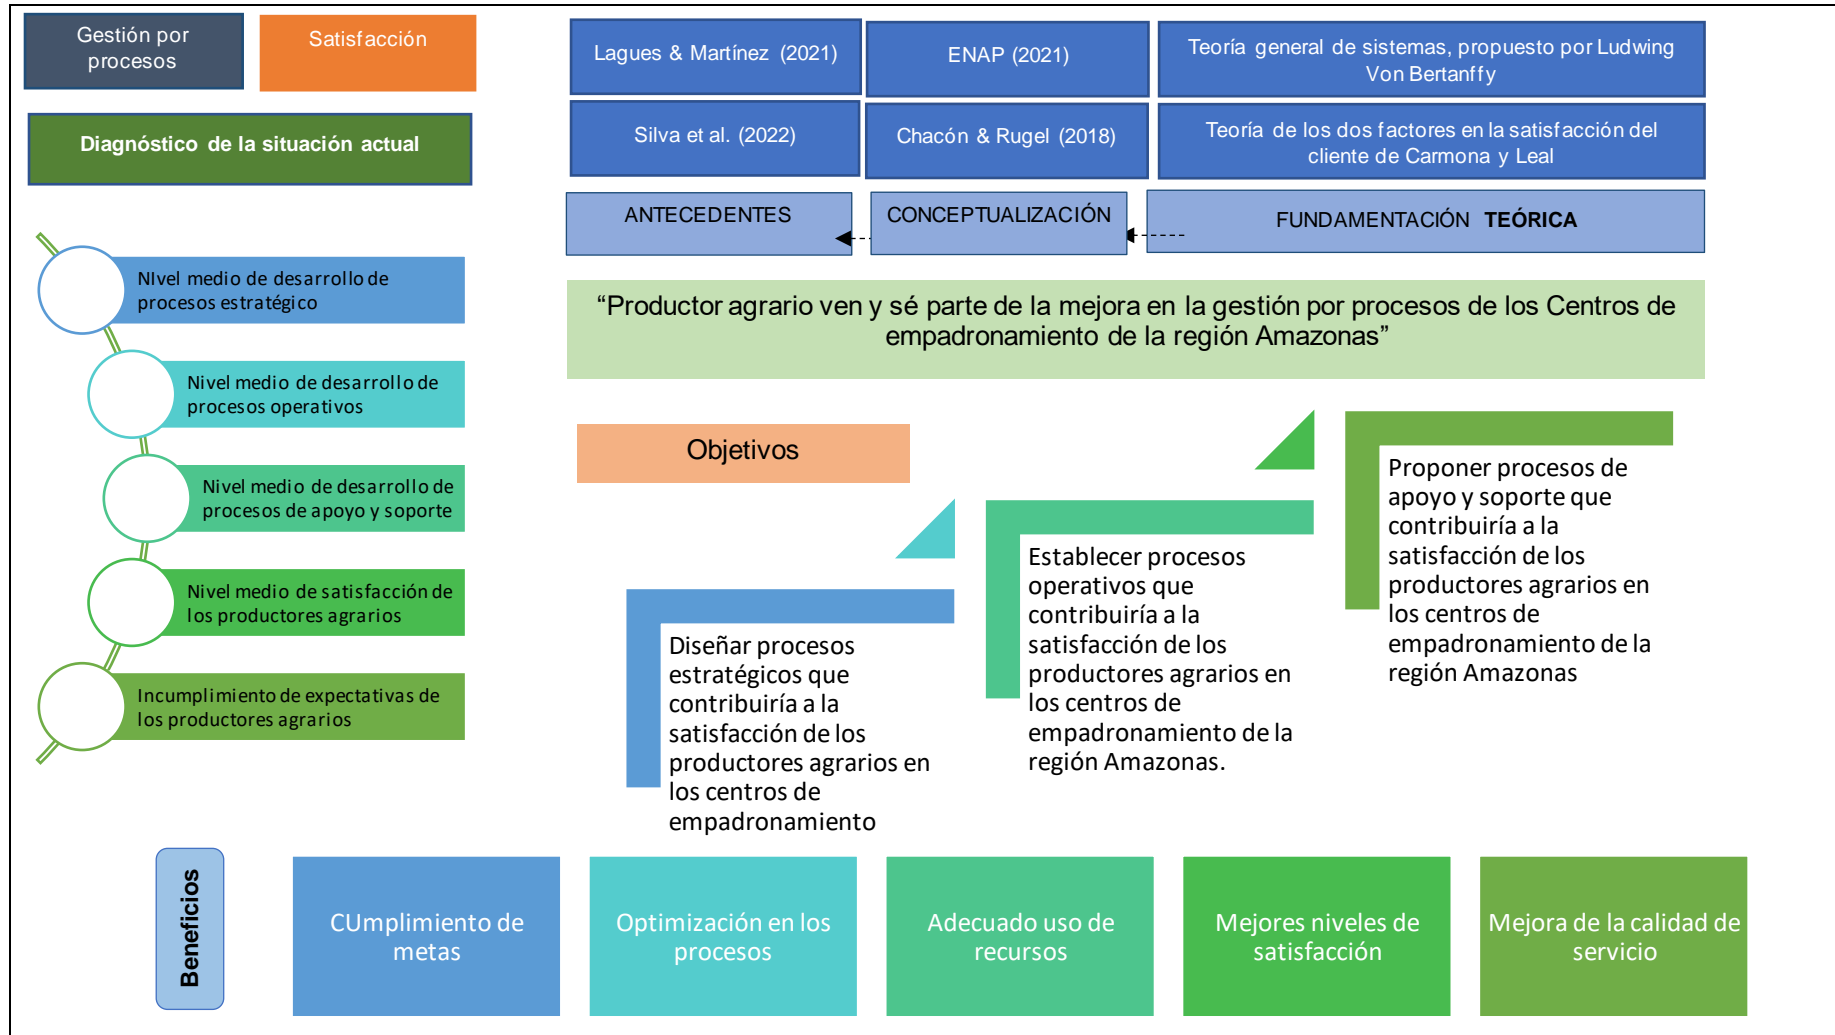 Gestión por
procesos
Satisfacción
Diagnóstico de la situación actual
NIvel medio de desarrollo de
procesos estratégico
Nivel medio de desarrollo de
procesos operativos
Nivel medio de desarrollo de
procesos de apoyo y soporte
Nivel medio de satisfacción de
los productores agrarios
Incumplimiento de expectativas de
los productores agrarios
Lagues & Martínez (2021)
ENAP (2021)
Teoría general de sistemas, propuesto por Ludwing
Von Bertanffy
Silva et al. (2022)
Chacón & Rugel (2018)
Teoría de los dos factores en la satisfacción del
cliente de Carmona y Leal
ANTECEDENTES
CONCEPTUALIZACIÓN
FUNDAMENTACIÓN TEÓRICA
“Productor agrario ven y sé parte de la mejora en la gestión por procesos de los Centros de
empadronamiento de la región Amazonas”
Objetivos
Diseñar procesos
estratégicos que
contribuiría a la
satisfacción de los
productores agrarios en
los centros de
empadronamiento
Establecer procesos
operativos que
contribuiría a la
satisfacción de los
productores agrarios en
los centros de
empadronamiento de la
región Amazonas.
Proponer procesos de
apoyo y soporte que
contribuiría a la
satisfacción de los
productores agrarios en
los centros de
empadronamiento de la
región Amazonas
Beneficios
CUmplimiento de
metas
Optimización en los
procesos
Adecuado uso de
recursos
Mejores niveles de
satisfacción
Mejora de la calidad de
servicio